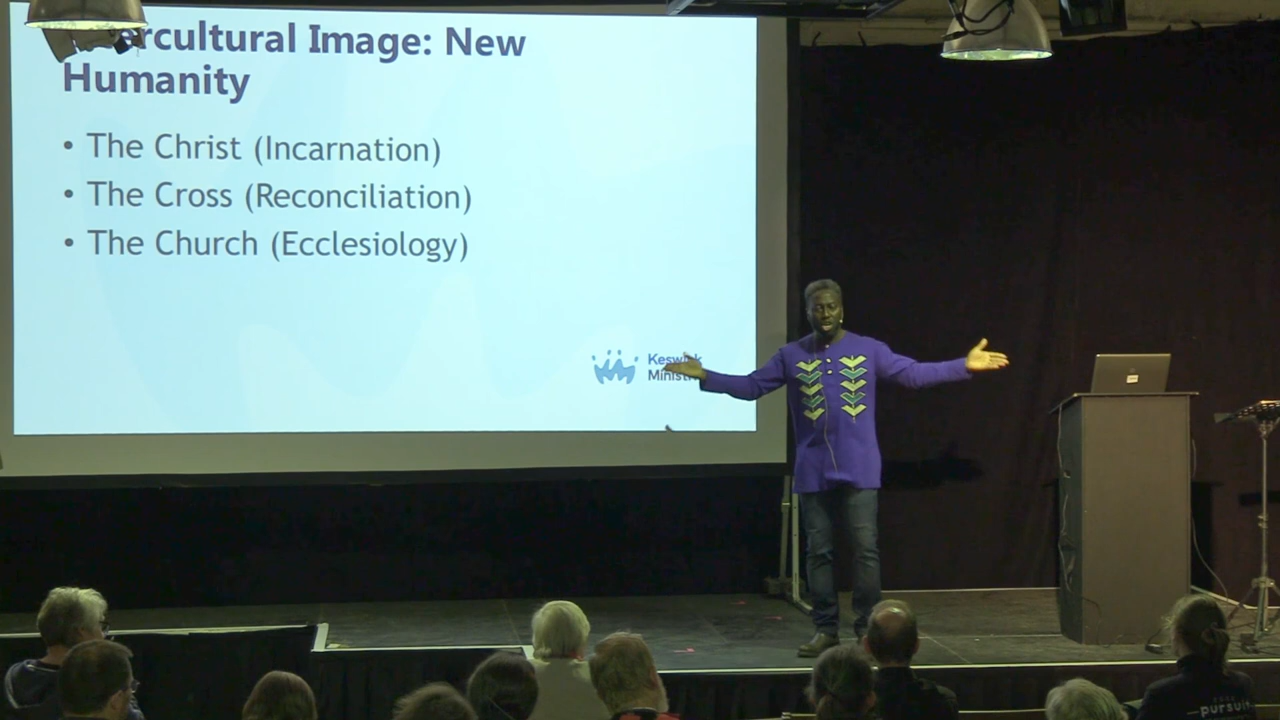 rcultural Image: New
Humanity
• The Christ (Incarnation)
• The Cross (Reconciliation)
• The Church (Ecclesiology)
Keswick
Minist
pursuit